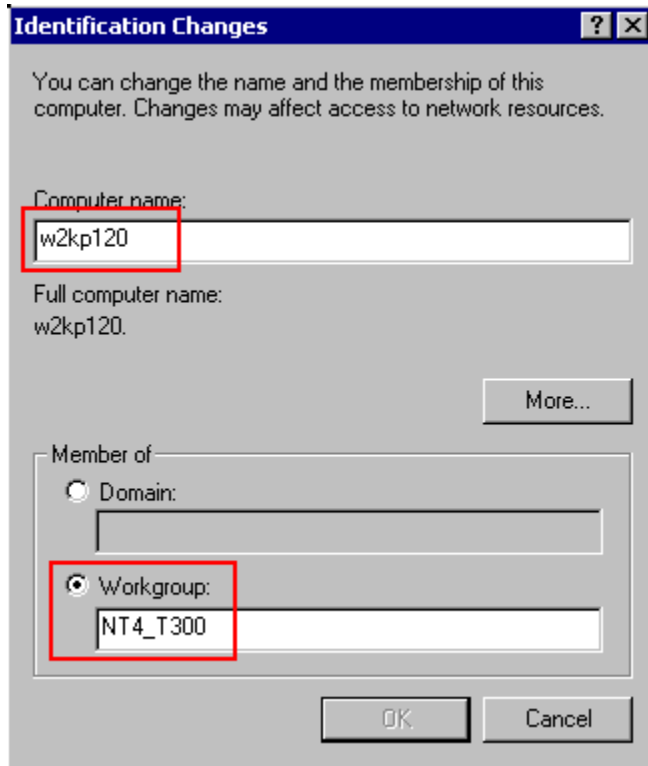 Identification Changes
You can change the name and the membership of this
computer. Changes may affect access to network resources.
Computer name:
w2kp120
Full computer name:
w2kp120.
More...
Member of
Domain:
Workgroup:
NT4_T300
OK
Cancel